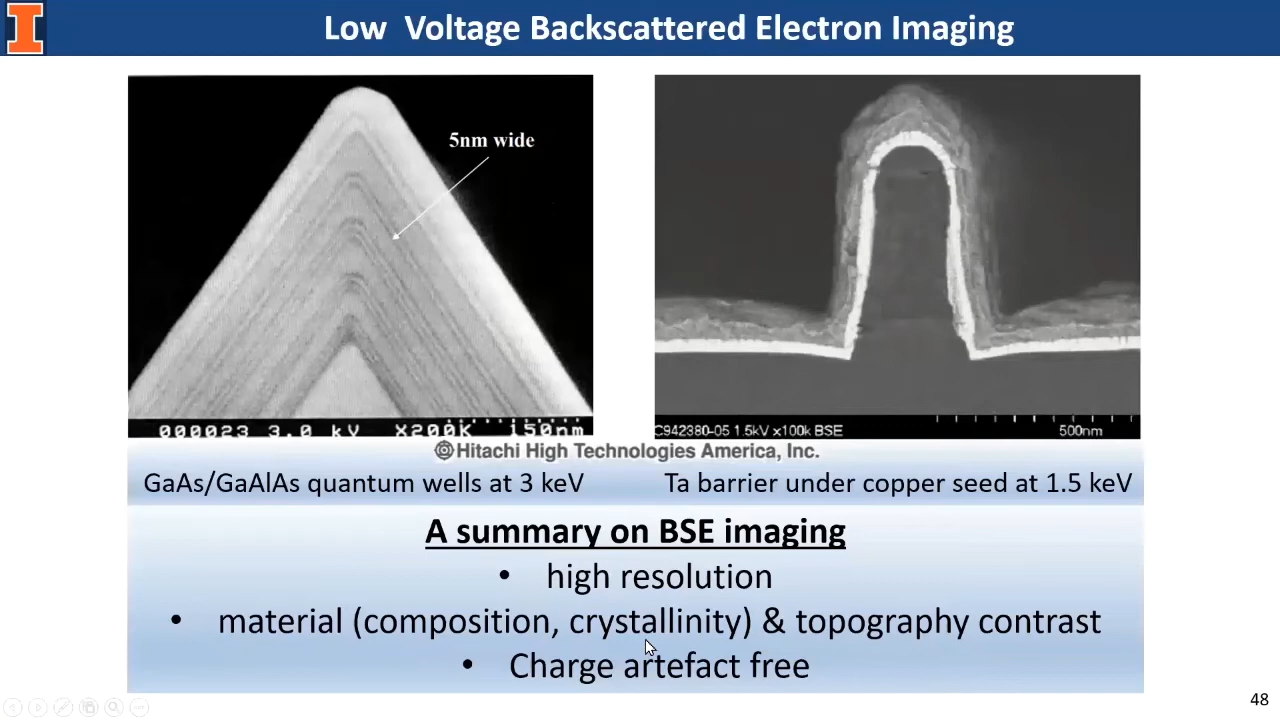 Low Voltage Backscattered Electron Imaging
5nm wide
000023 3.0 kV X200K 150nm
C942380-05 1.5kV x100k BSE 500nm
Hitachi High Technologies America, Inc.
GaAs/GaAlAs quantum wells at 3 keV
Ta barrier under copper seed at 1.5 keV
A summary on BSE imaging
• high resolution
• material (composition, crystallinity) & topography contrast
• Charge artefact free
48